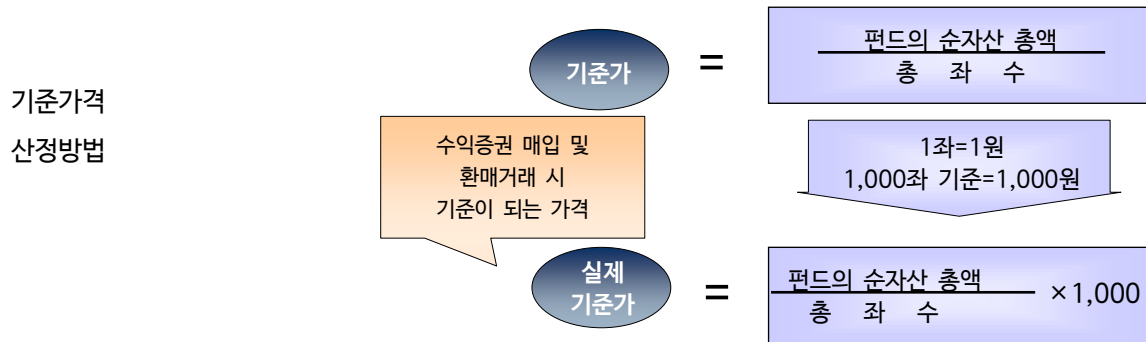 기준가격
산정방법
기준가
=
펀드의 순자산 총액
총 좌 수
수익증권 매입 및
환매거래 시
기준이 되는 가격
1좌=1원
1,000좌 기준=1,000원
실제
기준가
=
펀드의 순자산 총액
총 좌 수
×1,000